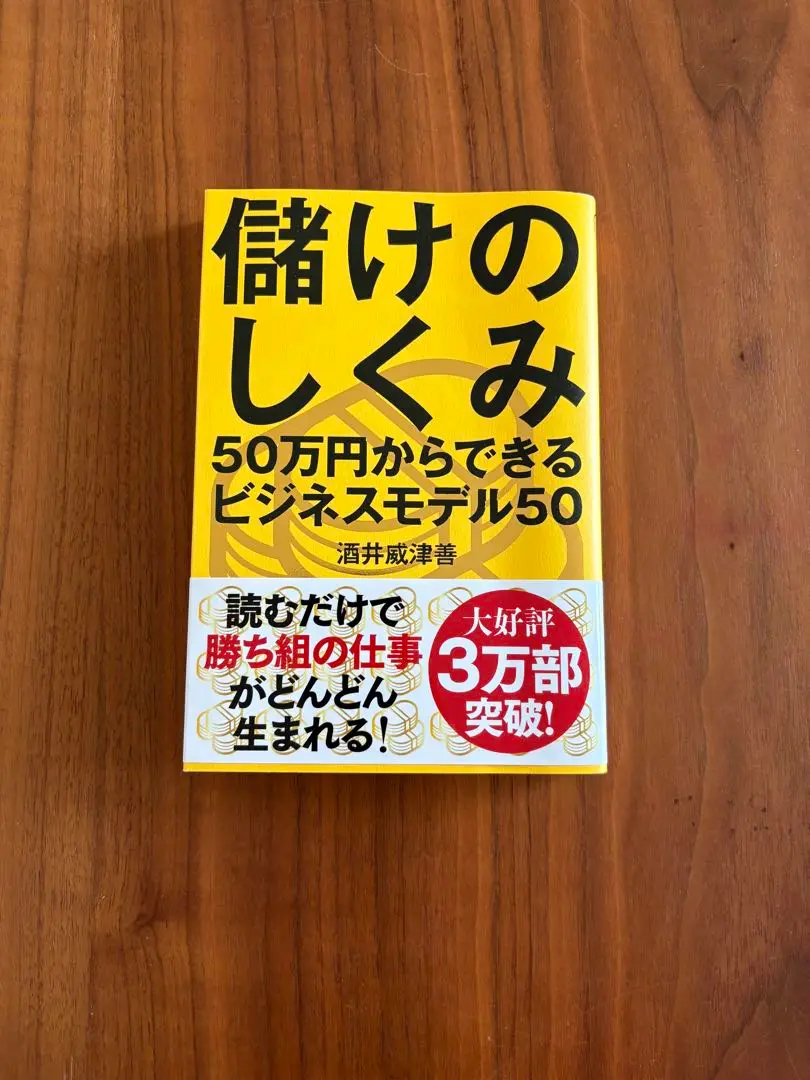 儲けの
しくみ
50万円からできる
ビジネスモデル50
酒井威津善
読むだけで
勝ち組の仕事
がどんどん
生まれる!
大好評
3万部
突破!